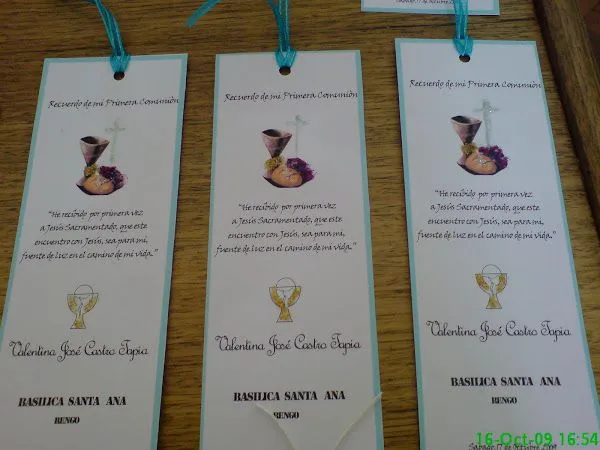 Recuerdo de mi Primera Comunión
"He recibido por primera vez
a Jesús Sacramentado, que este
encuentro con Jesús, sea para mi,
fuente de luz en el camino de mi vida."
Valentina José Castro Tapia
BASILICA SANTA ANA
RENGO
Recuerdo de mi Primera Comunión
"He recibido por primera vez
a Jesús Sacramentado, que este
encuentro con Jesús, sea para mi,
fuente de luz en el camino de mi vida."
Valentina José Castro Tapia
BASILICA SANTA ANA
RENGO
Recuerdo de mi Primera Comunión
"He recibido por primera vez
a Jesús Sacramentado, que este
encuentro con Jesús, sea para mi,
fuente de luz en el camino de mi vida."
Valentina José Castro Tapia
BASILICA SANTA ANA
RENGO
Sábado 17 de Octubre
16-Oct-09 16:54